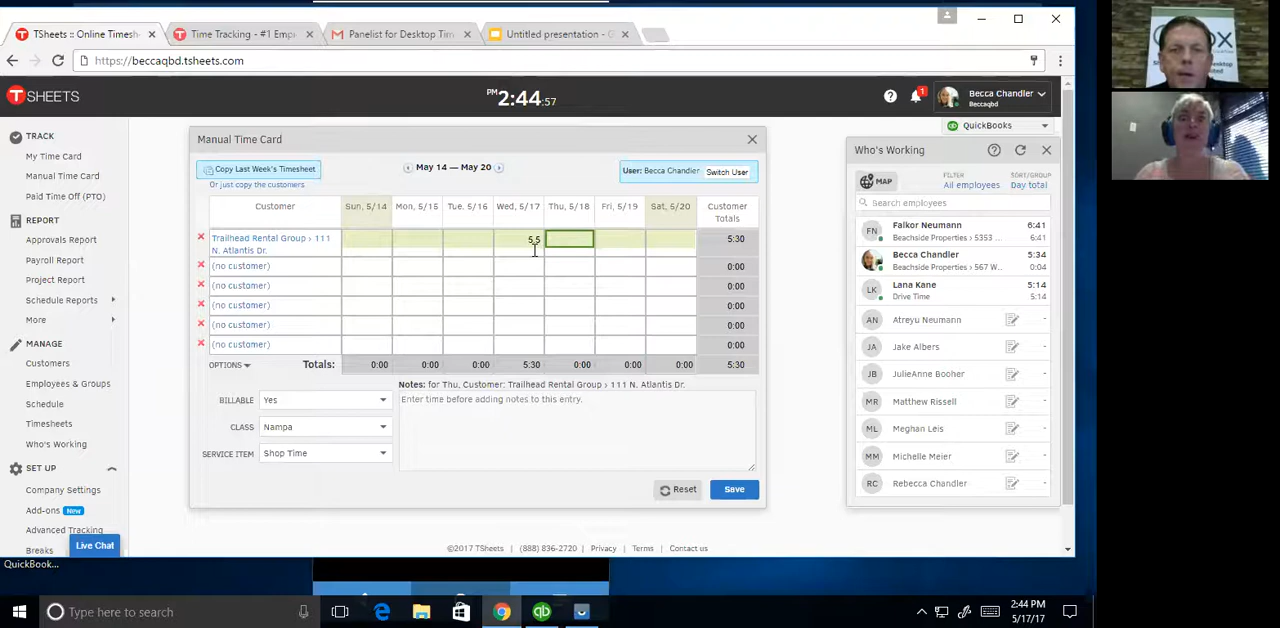 TSheets :: Online Timesh
Time Tracking - #1 Empl
Panelist for Desktop Tim
Untitled presentation - G
https://beccaqbd.tsheets.com
TSHEETS
PM 2:44:57
1
Becca Chandler
Beccaqbd
QuickBooks
TRACK
My Time Card
Manual Time Card
Paid Time Off (PTO)
REPORT
Approvals Report
Payroll Report
Project Report
Schedule Reports
More
MANAGE
Customers
Employees & Groups
Schedule
Timesheets
Who's Working
SET UP
Company Settings
Add-ons New
Advanced Tracking
Breaks
Live Chat
Manual Time Card
Copy Last Week's Timesheet
Or just copy the customers.
May 14 — May 20
User: Becca Chandler Switch User
Customer Sun, 5/14 Mon, 5/15 Tue, 5/16 Wed, 5/17 Thu, 5/18 Fri, 5/19 Sat, 5/20 Customer Totals
Trailhead Rental Group › 111 5.5 5:30
N. Atlantis Dr.
(no customer) 0:00
(no customer) 0:00
(no customer) 0:00
(no customer) 0:00
(no customer) 0:00
OPTIONS Totals: 0:00 0:00 0:00 5:30 0:00 0:00 0:00 5:30
Notes: for Thu, Customer: Trailhead Rental Group › 111 N. Atlantis Dr.
BILLABLE Yes
Enter time before adding notes to this entry.
CLASS Nampa
SERVICE ITEM Shop Time
Reset Save
Who's Working
MAP
FILTER
All employees
SORT/GROUP
Day total
Search employees
FN Falkor Neumann 6:41
Beachside Properties › 5353 ... 6:41
Becca Chandler 5:34
Beachside Properties › 567 W... 0:04
LK Lana Kane 5:14
Drive Time 5:14
AN Atreyu Neumann -
JA Jake Albers -
JB JulieAnne Booher -
MR Matthew Rissell -
ML Meghan Leis -
MM Michelle Meier -
RC Rebecca Chandler -
©2017 TSheets | (888) 836-2720 | Privacy | Terms | Contact us
QuickBook...
Type here to search
2:44 PM
5/17/17